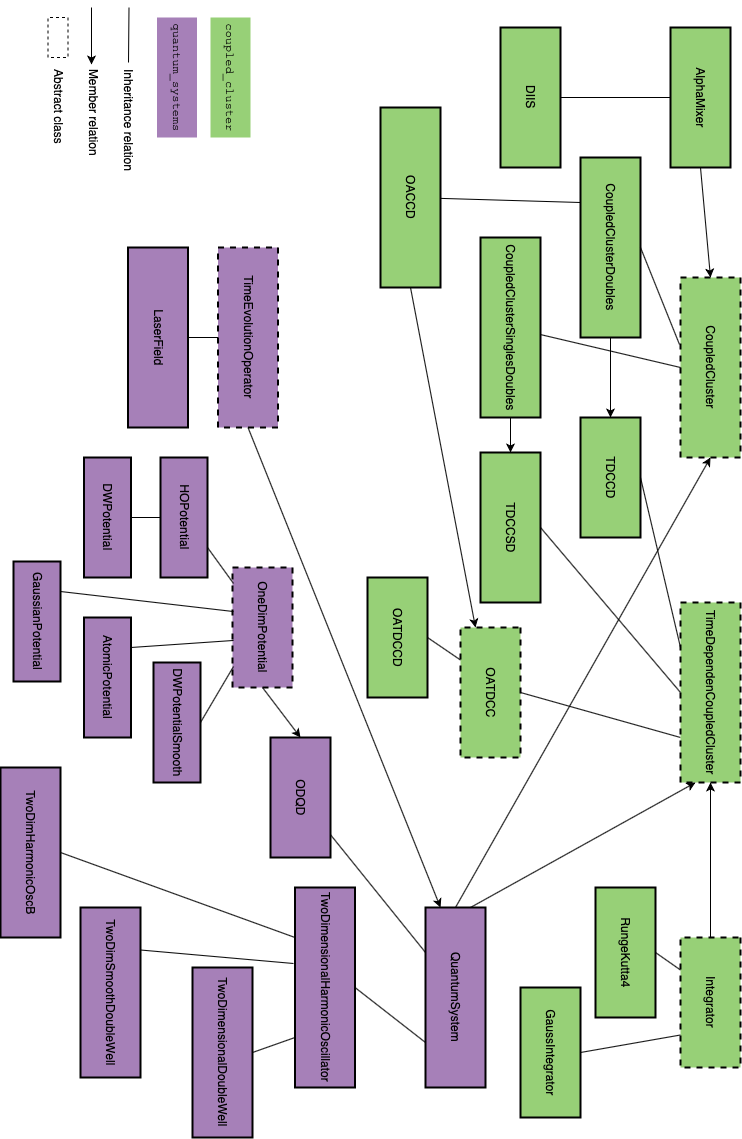 coupled_cluster
quantum_systems
Inheritance relation
Member relation
Abstract class
AlphaMixer
DIIS
CoupledCluster
CoupledClusterDoubles
OACCD
CoupledClusterSinglesDoubles
TDCCD
TDCCSD
TimeDependenCoupledCluster
OATDCC
OATDCCD
Integrator
RungeKutta4
GaussIntegrator
TimeEvolutionOperator
LaserField
HOPotential
DWPotential
OneDimPotential
GaussianPotential
AtomicPotential
DWPotentialSmooth
ODQD
QuantumSystem
TwoDimensionalHarmonicOscillator
TwoDimHarmonicOscB
TwoDimSmoothDoubleWell
TwoDimensionalDoubleWell